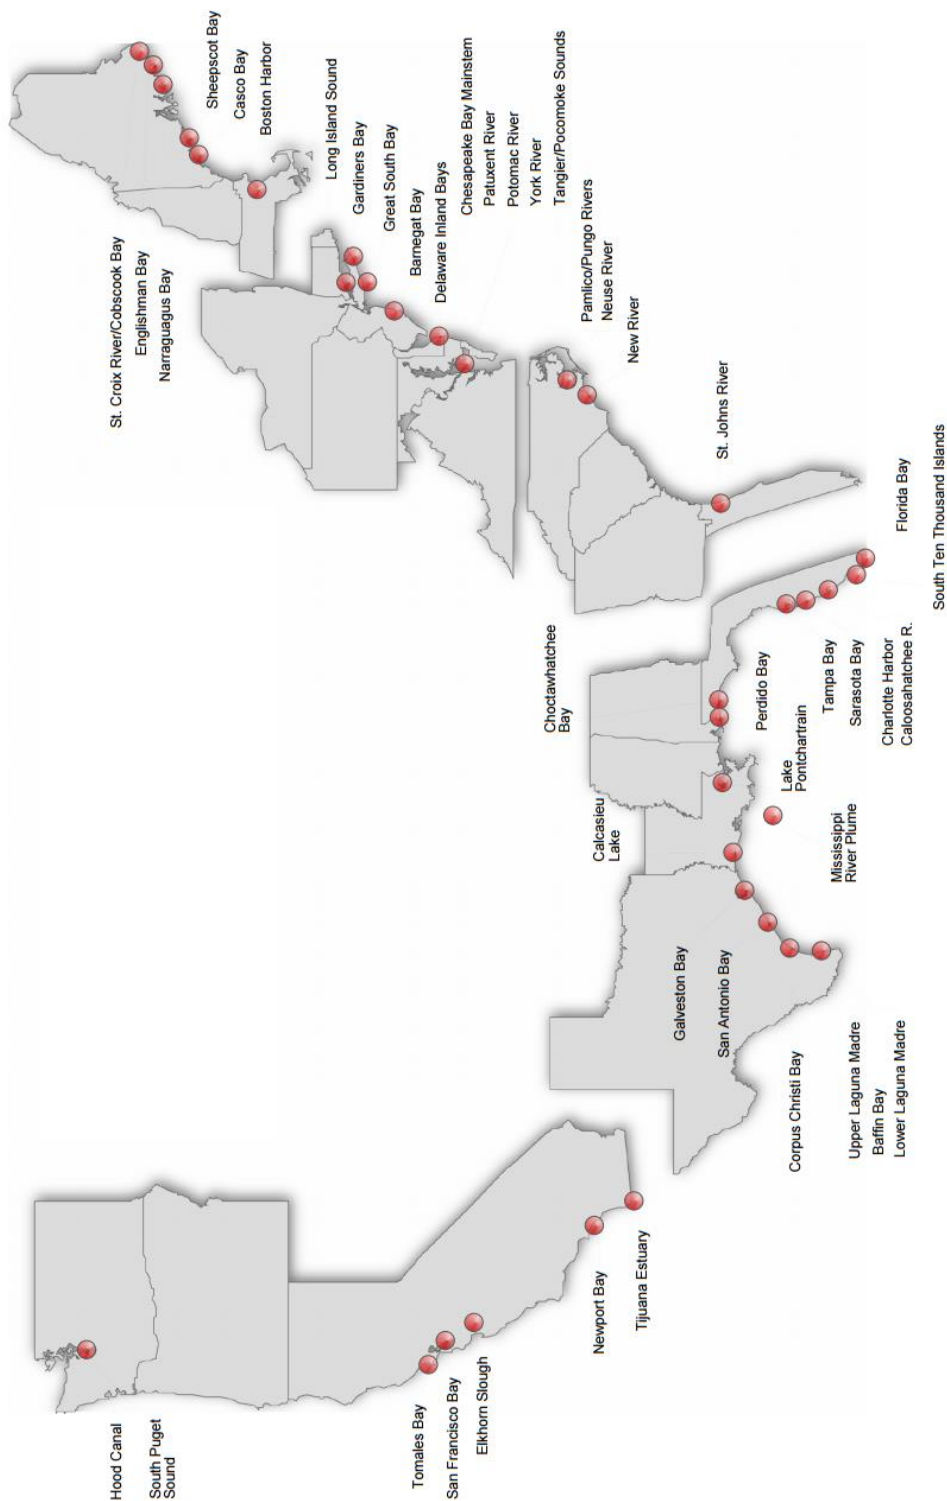 Hood Canal
South Puget
Sound
Tomales Bay
San Francisco Bay
Elkhorn Slough
Newport Bay
Tijuana Estuary
Galveston Bay
San Antonio Bay
Corpus Christi Bay
Upper Laguna Madre
Baffin Bay
Lower Laguna Madre
Calcasieu
Lake
Mississippi
River Plume
Lake
Pontchartrain
Choctawhatchee
Bay
Perdido Bay
Tampa Bay
Sarasota Bay
Charlotte Harbor
Caloosahatchee R.
South Ten Thousand Islands
Florida Bay
St. Johns River
New River
Neuse River
Pamlico/Pungo Rivers
St. Croix River/Cobscook Bay
Englishman Bay
Narraguagus Bay
Sheepscot Bay
Casco Bay
Boston Harbor
Long Island Sound
Gardiners Bay
Great South Bay
Barnegat Bay
Delaware Inland Bays
Chesapeake Bay Mainstem
Patuxent River
Potomac River
York River
Tangier/Pocomoke Sounds